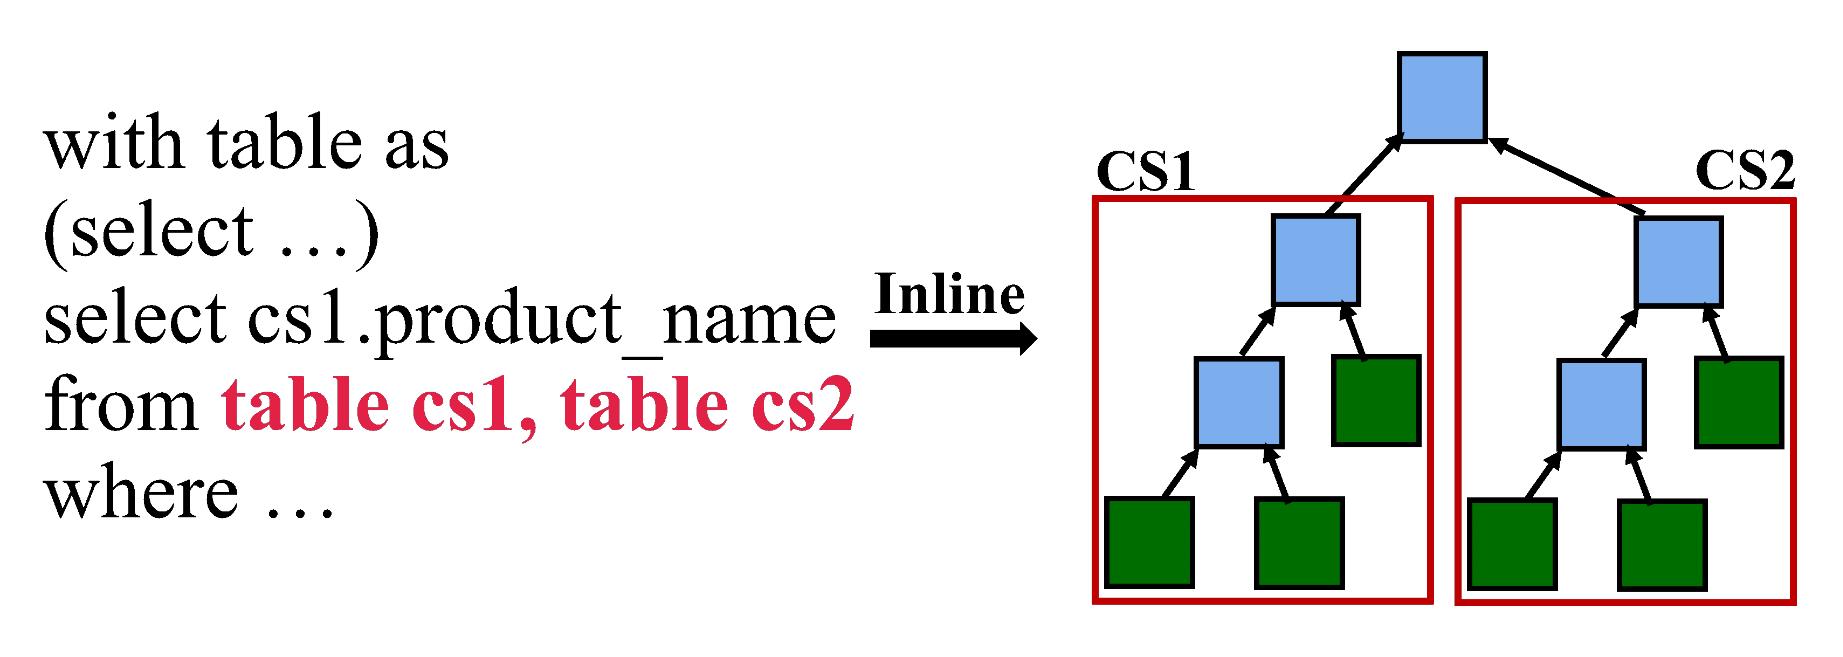 with table as
(select …)
select cs1.product_name
from table cs1, table cs2
where …
Inline
CS1
CS2